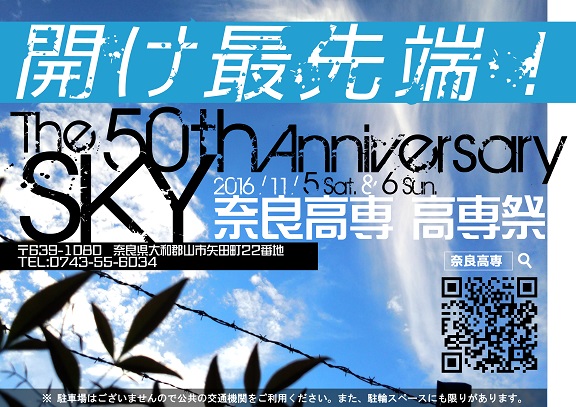 開け最先端!
The 50th Anniversary
SKY
2016/11/5 Sat. & 6 Sun.
奈良高専 高専祭
〒639-1080 奈良県大和郡山市矢田町22番地
TEL:0743-55-6034
奈良高専
※ 駐車場はございませんので公共の交通機関をご利用ください。また、駐輪スペースにも限りがあります。